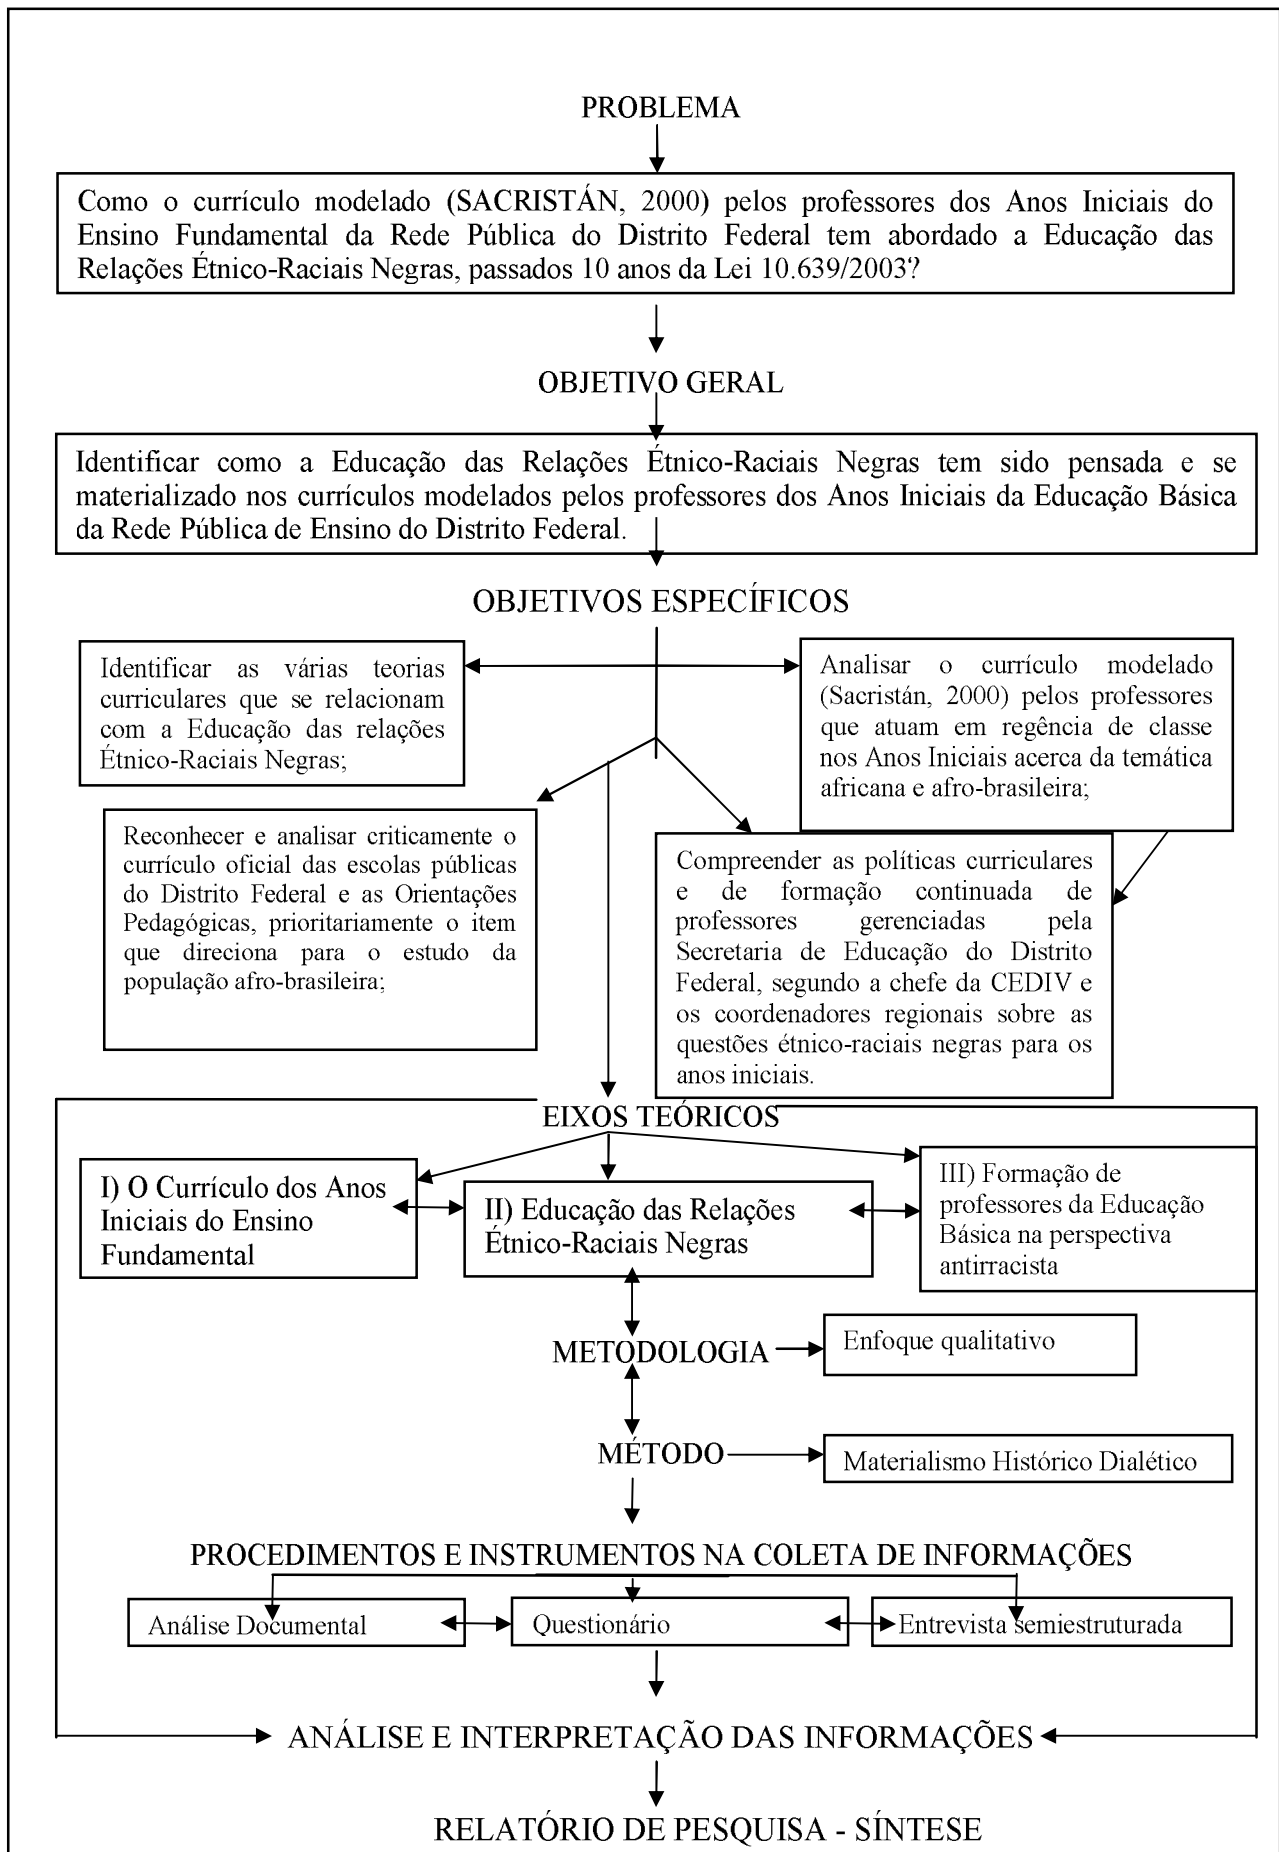 PROBLEMA
Como o currículo modelado (SACRISTÁN, 2000) pelos professores dos Anos Iniciais do
Ensino Fundamental da Rede Pública do Distrito Federal tem abordado a Educação das
Relações Étnico-Raciais Negras, passados 10 anos da Lei 10.639/2003?
OBJETIVO GERAL
Identificar como a Educação das Relações Étnico-Raciais Negras tem sido pensada e se
materializado nos currículos modelados pelos professores dos Anos Iniciais da Educação Básica
da Rede Pública de Ensino do Distrito Federal.
OBJETIVOS ESPECÍFICOS
Identificar as várias teorias
curriculares que se relacionam
com a Educação das relações
Étnico-Raciais Negras;
Analisar o currículo modelado
(Sacristán, 2000) pelos professores
que atuam em regência de classe
nos Anos Iniciais acerca da temática
africana e afro-brasileira;
Reconhecer e analisar criticamente o
currículo oficial das escolas públicas
do Distrito Federal e as Orientações
Pedagógicas, prioritariamente o item
que direciona para o estudo da
população afro-brasileira;
Compreender as políticas curriculares
e de formação continuada de
professores gerenciadas pela
Secretaria de Educação do Distrito
Federal, segundo a chefe da CEDIV e
os coordenadores regionais sobre as
questões étnico-raciais negras para os
anos iniciais.
EIXOS TEÓRICOS
I) O Currículo dos Anos
Iniciais do Ensino
Fundamental
II) Educação das Relações
Étnico-Raciais Negras
III) Formação de
professores da Educação
Básica na perspectiva
antirracista
METODOLOGIA
Enfoque qualitativo
MÉTODO
Materialismo Histórico Dialético
PROCEDIMENTOS E INSTRUMENTOS NA COLETA DE INFORMAÇÕES
Análise Documental
Questionário
Entrevista semiestruturada
ANÁLISE E INTERPRETAÇÃO DAS INFORMAÇÕES
RELATÓRIO DE PESQUISA - SÍNTESE